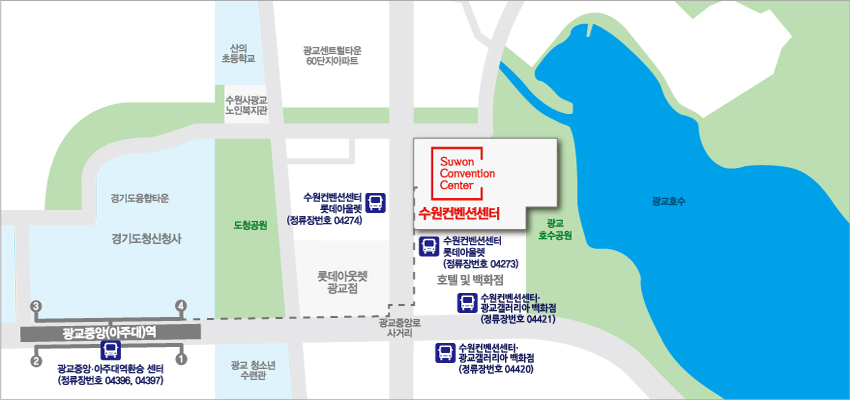 산의
초등학교
광교센트럴타운
60단지아파트
수원사광교
노인복지관
Suwon
Convention
Center
수원컨벤션센터
경기도융합타운
경기도청신청사
도청공원
수원컨벤션센터
롯데아울렛
(정류장번호 04274)
광교호수
광교
호수공원
수원컨벤션센터
롯데아울렛
(정류장번호 04273)
호텔 및 백화점
롯데아웃렛
광교점
수원컨벤션센터·
광교갤러리아 백화점
(정류장번호 04421)
3
4
광교중앙(아주대)역
광교중앙로
사거리
2
1
광교중앙·아주대역환승 센터
(정류장번호 04396, 04397)
광교 청소년
수련관
수원컨벤션센터·
광교갤러리아 백화점
(정류장번호 04420)